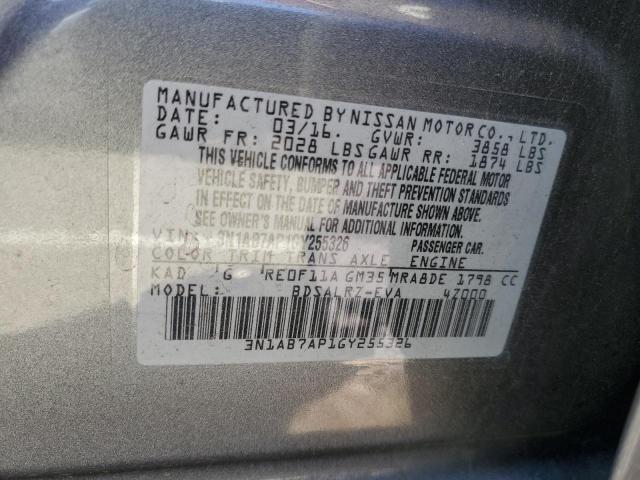 MANUFACTURED BY NISSAN MOTOR CO., LTD.
DATE: 03/16. GVWR: 3858 LBS
GAWR FR: 2028 LBS GAWR RR: 1874 LBS
THIS VEHICLE CONFORMS TO ALL APPLICABLE FEDERAL MOTOR
VEHICLE SAFETY, BUMPER AND THEFT PREVENTION STANDARDS
IN EFFECT ON THE DATE OF MANUFACTURE SHOWN ABOVE.
SEE OWNER'S MANUAL FOR ADDITIONAL INFORMATION.
VIN: 3N1AB7AP1GY255326 PASSENGER CAR.
COLOR TRIM TRANS AXLE ENGINE
KAD G RE0F11A GM35 MRA8DE 1798 CC
MODEL: BDSALRZ-EVA 4Z000
3N1AB7AP1GY255326